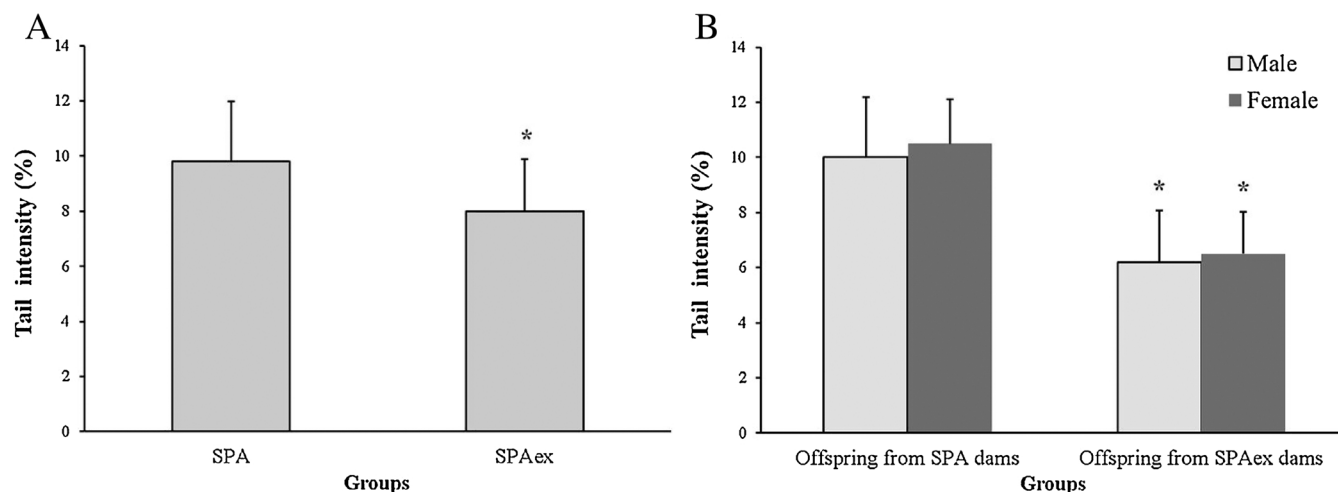 A
Tail intensity (%)
14
12
10
8
6
4
2
0
*
SPA
SPAex
Groups
B
Tail intensity (%)
14
12
10
8
6
4
2
0
Male
Female
*
*
Offspring from SPA dams
Offspring from SPAex dams
Groups